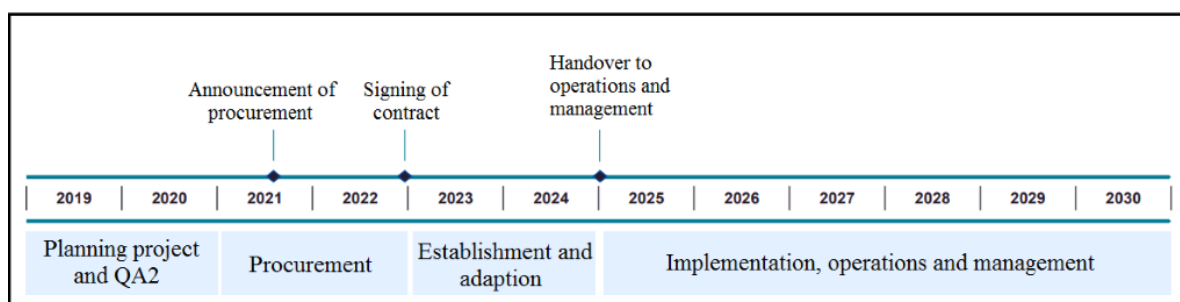 Handover to
Announcement of
Signing of
operations and
procurement
contract
management
2019 2020 2021 2022 2023 2024 2025 2026 2027 2028 2029 2030
Planning project
and QA2
Procurement
Establishment and
adaption
Implementation, operations and management